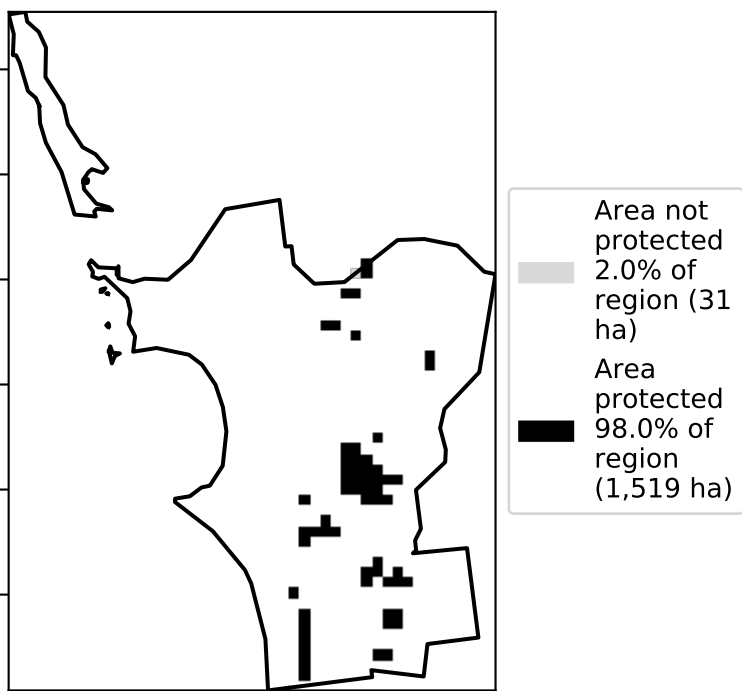 Area not
protected
2.0% of
region (31
ha)
Area
protected
98.0% of
region
(1,519 ha)